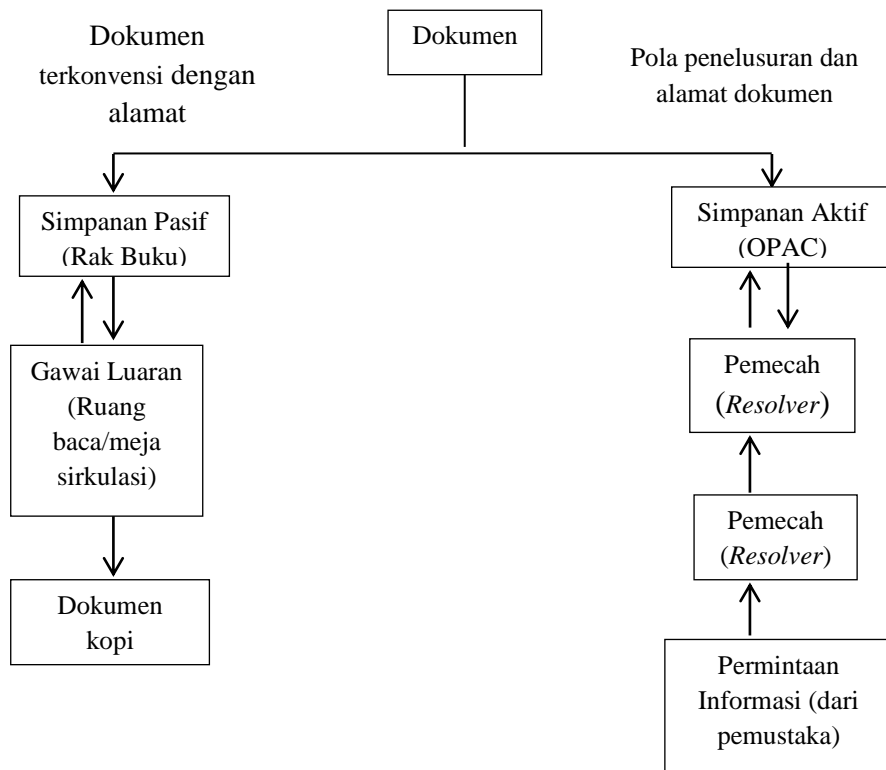 Dokumen
terkonvensi dengan
alamat
Dokumen
Pola penelusuran dan
alamat dokumen
Simpanan Pasif
(Rak Buku)
Simpanan Aktif
(OPAC)
Gawai Luaran
(Ruang
baca/meja
sirkulasi)
Pemecah
(Resolver)
Pemecah
(Resolver)
Dokumen
kopi
Permintaan
Informasi (dari
pemustaka)